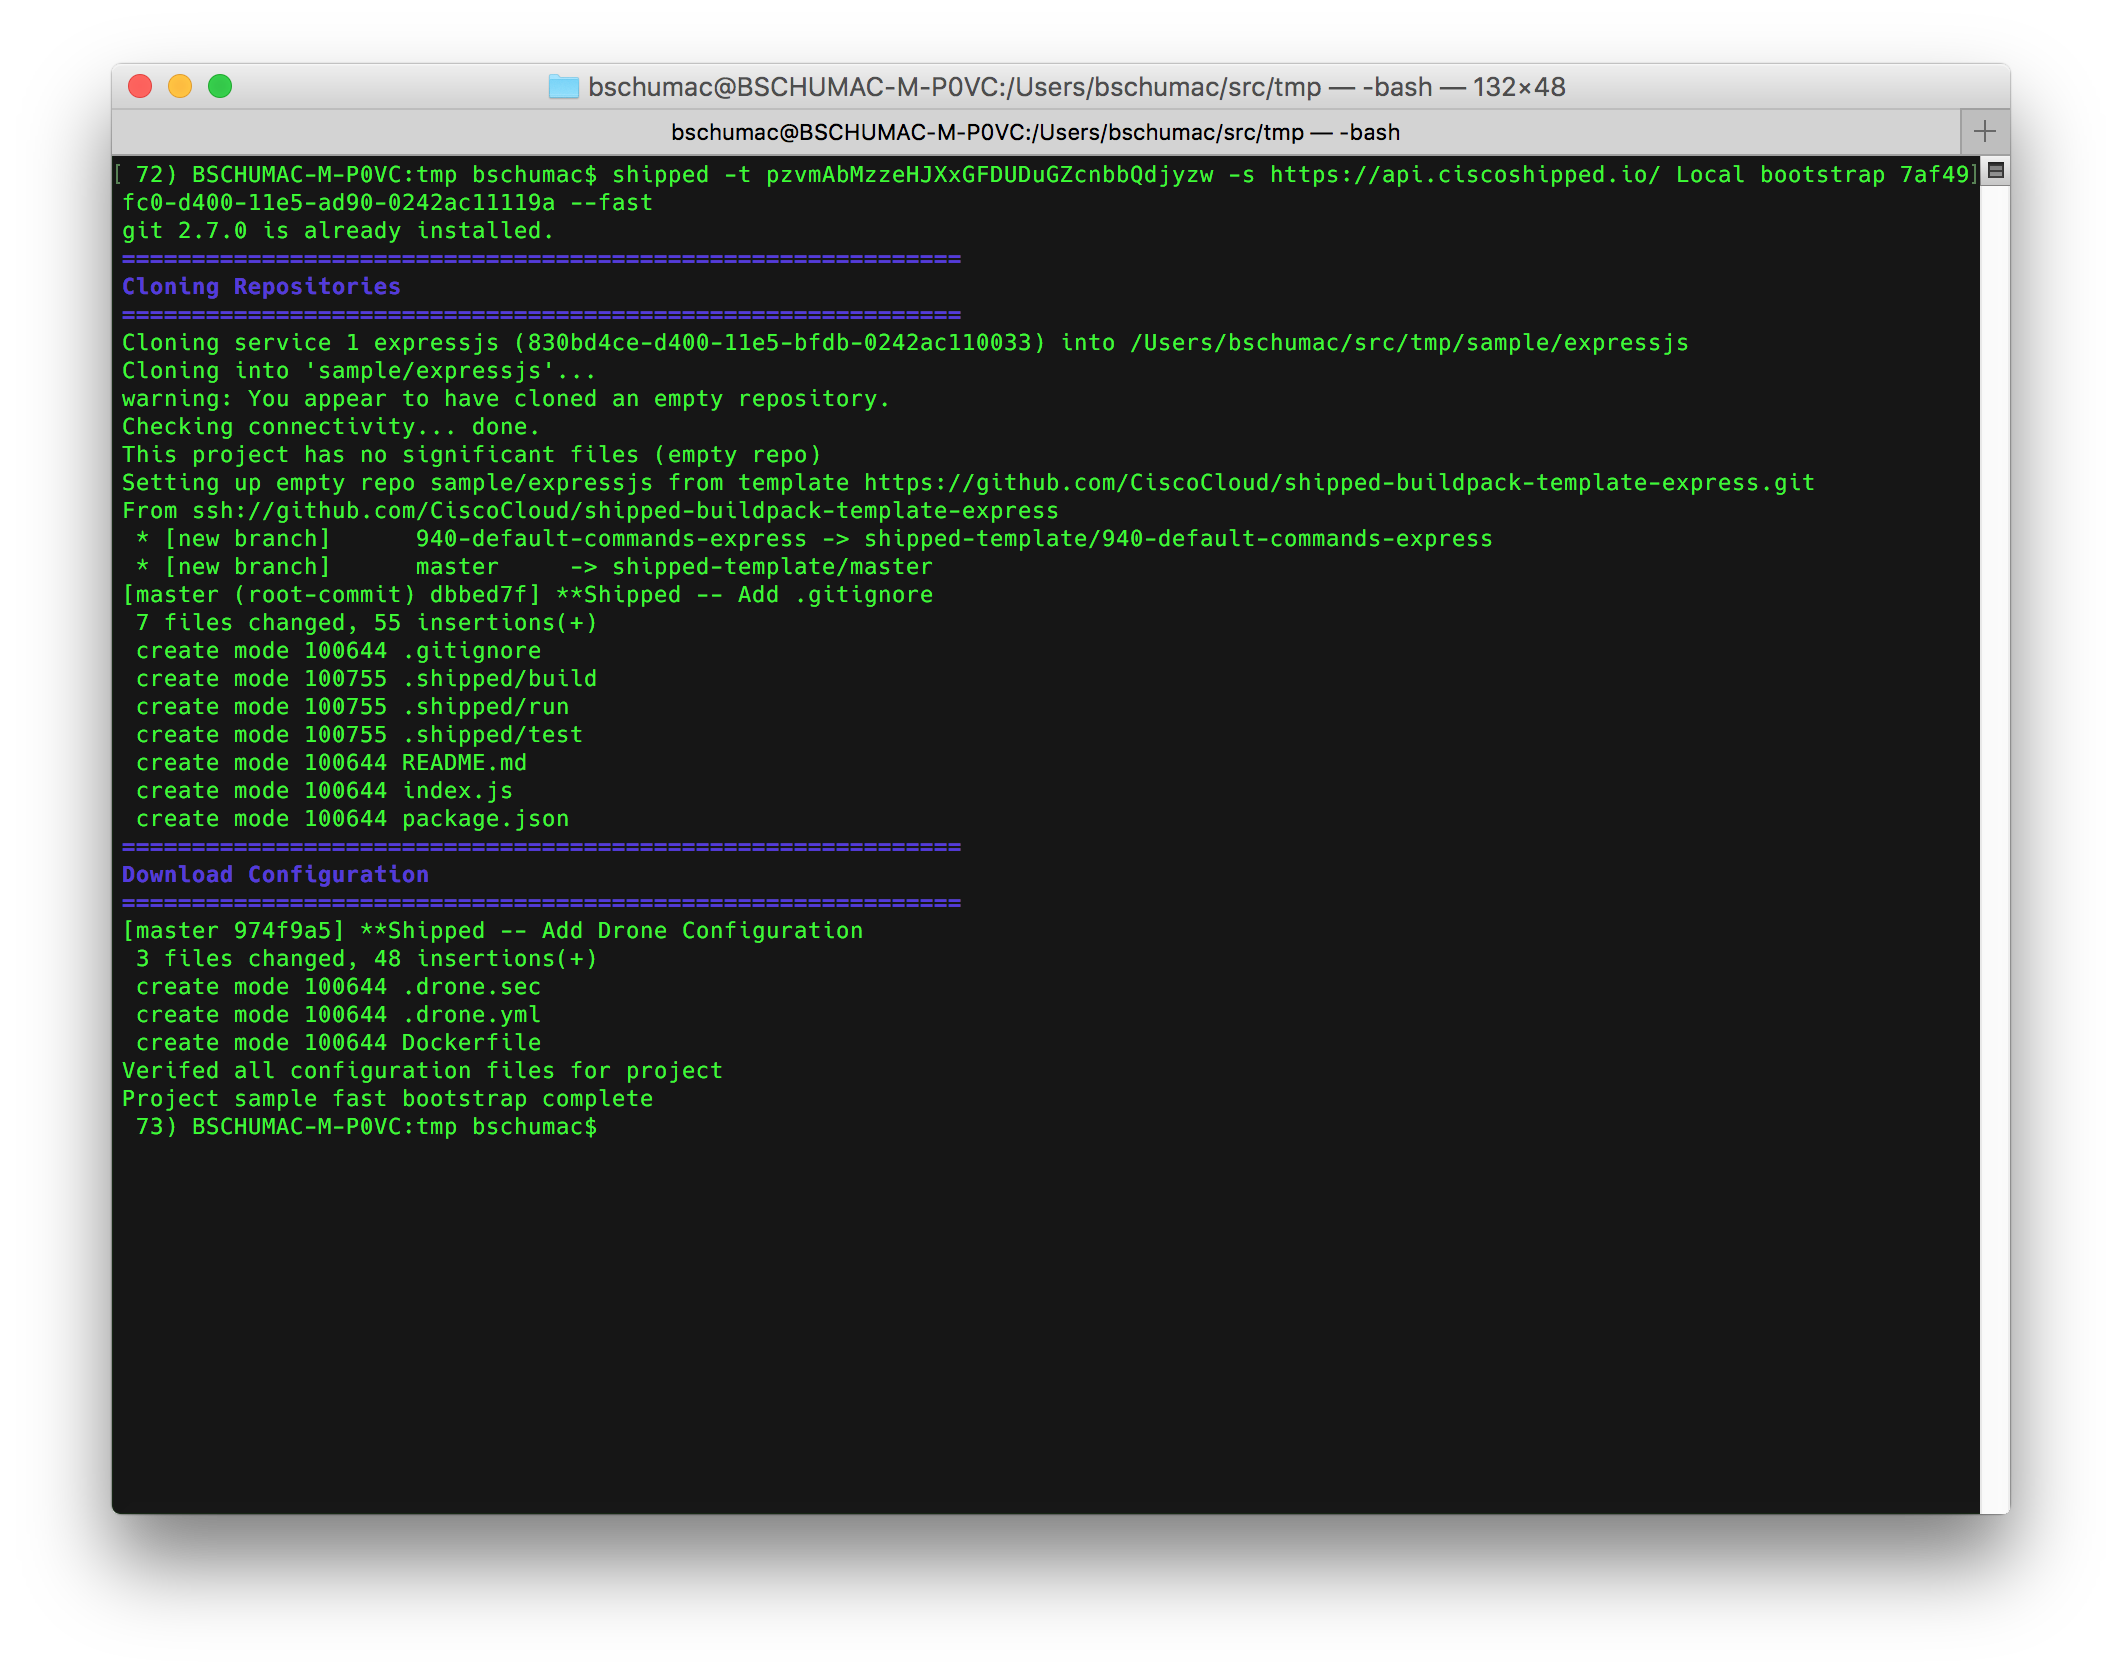 bschumac@BSCHUMAC-M-P0VC:/Users/bschumac/src/tmp — -bash — 132×48
bschumac@BSCHUMAC-M-P0VC:/Users/bschumac/src/tmp — -bash
[ 72) BSCHUMAC-M-P0VC:tmp bschumac$ shipped -t pzvmAbMzzeHJXxGFDUDuGZcnbbQdjyzw -s https://api.ciscoshipped.io/ Local bootstrap 7af49]
fc0-d400-11e5-ad90-0242ac11119a --fast
git 2.7.0 is already installed.
============================================================
Cloning Repositories
============================================================
Cloning service 1 expressjs (830bd4ce-d400-11e5-bfdb-0242ac110033) into /Users/bschumac/src/tmp/sample/expressjs
Cloning into 'sample/expressjs'...
warning: You appear to have cloned an empty repository.
Checking connectivity... done.
This project has no significant files (empty repo)
Setting up empty repo sample/expressjs from template https://github.com/CiscoCloud/shipped-buildpack-template-express.git
From ssh://github.com/CiscoCloud/shipped-buildpack-template-express
 * [new branch]      940-default-commands-express -> shipped-template/940-default-commands-express
 * [new branch]      master     -> shipped-template/master
[master (root-commit) dbbed7f] **Shipped -- Add .gitignore
 7 files changed, 55 insertions(+)
 create mode 100644 .gitignore
 create mode 100755 .shipped/build
 create mode 100755 .shipped/run
 create mode 100755 .shipped/test
 create mode 100644 README.md
 create mode 100644 index.js
 create mode 100644 package.json
============================================================
Download Configuration
============================================================
[master 974f9a5] **Shipped -- Add Drone Configuration
 3 files changed, 48 insertions(+)
 create mode 100644 .drone.sec
 create mode 100644 .drone.yml
 create mode 100644 Dockerfile
Verifed all configuration files for project
Project sample fast bootstrap complete
 73) BSCHUMAC-M-P0VC:tmp bschumac$